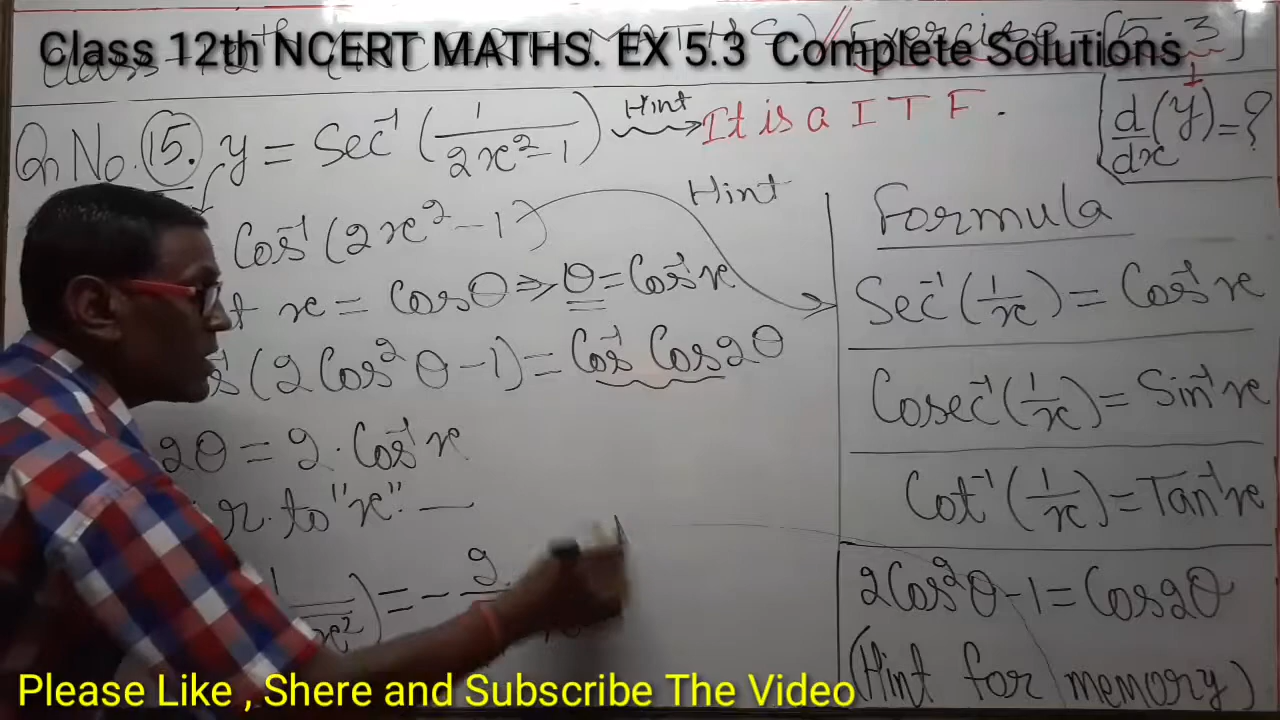 Class 12th NCERT MATHS. EX 5.3 Complete Solutions
Qn No. 15. y = Sec⁻¹ (1/(2x² - 1)) Hint → It is a I T F.
d/dx (y) = ?
Cos⁻¹ (2x² - 1) Hint
x = Cosθ ⇒ θ = Cos⁻¹x
(2Cos²θ - 1) = Cos⁻¹ Cos2θ
2θ = 2 · Cos⁻¹x
r. to "x". —
= - 2
Formula
Sec⁻¹ (1/x) = Cos⁻¹x
Cosec⁻¹ (1/x) = Sin⁻¹x
Cot⁻¹ (1/x) = Tan⁻¹x
2Cos²θ - 1 = Cos2θ
(Hint for memory)
Please Like , Shere and Subscribe The Video